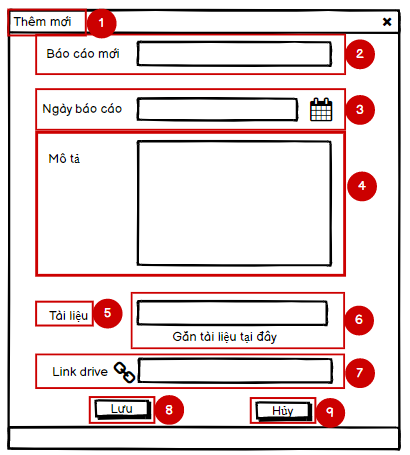 Thêm mới 1
Báo cáo mới 2
Ngày báo cáo 3
Mô tả 4
Tài liệu 5
6
Gắn tài liệu tại đây
Link drive 7
Lưu 8 Hủy 9